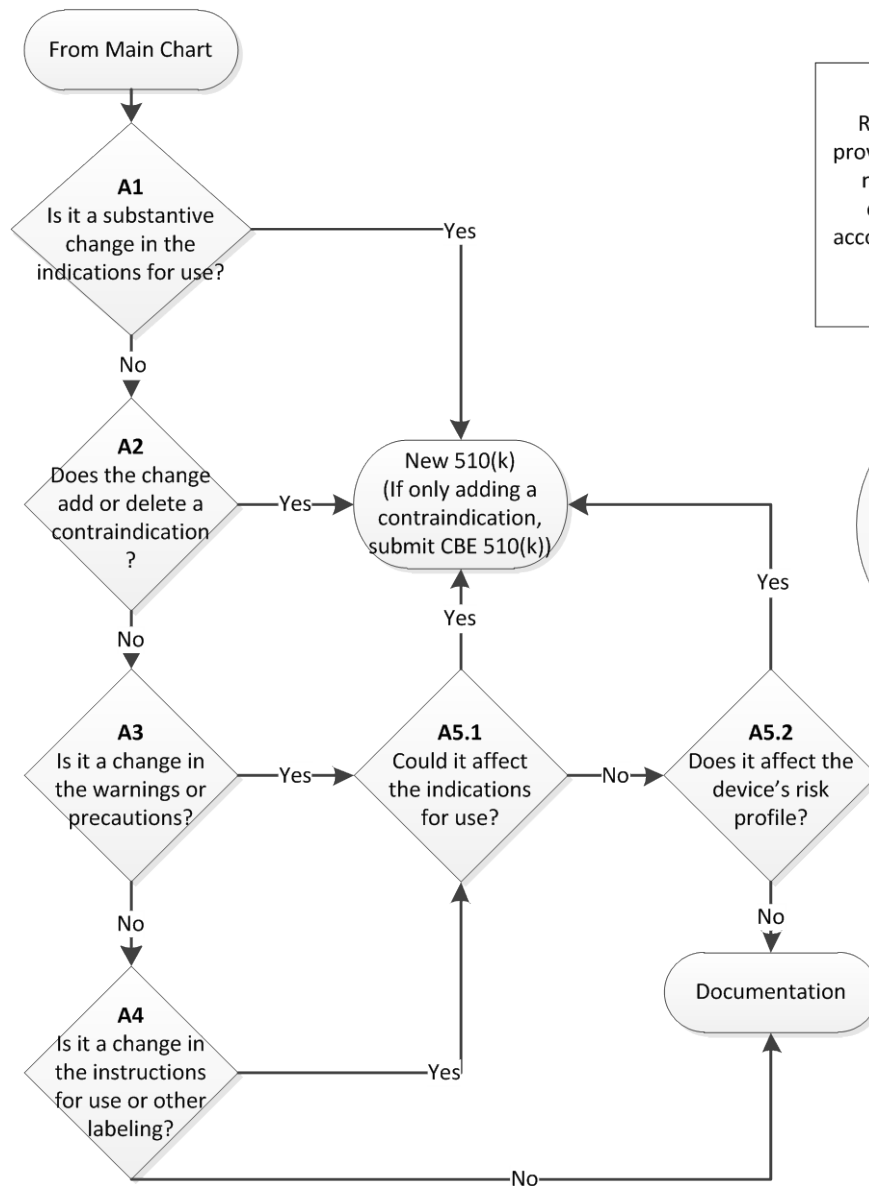 From Main Chart
A1
Is it a substantive
change in the
indications for use?
Yes
No
A2
Does the change
add or delete a
contraindication
?
Yes
New 510(k)
(If only adding a
contraindication,
submit CBE 510(k))
Yes
Yes
No
A3
Is it a change in
the warnings or
precautions?
Yes
A5.1
Could it affect
the indications
for use?
No
A5.2
Does it affect the
device’s risk
profile?
No
No
A4
Is it a change in
the instructions
for use or other
labeling?
Yes
Documentation
No